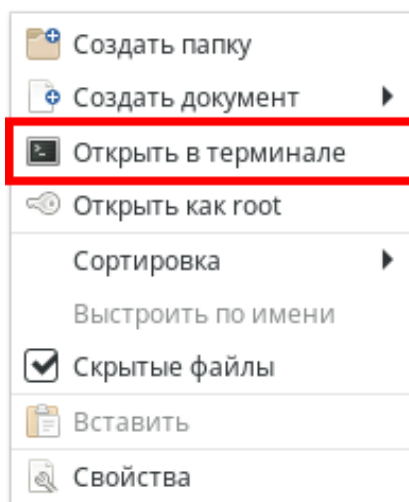 Создать папку
Создать документ
Открыть в терминале
Открыть как root
Сортировка
Выстроить по имени
Скрытые файлы
Вставить
Свойства